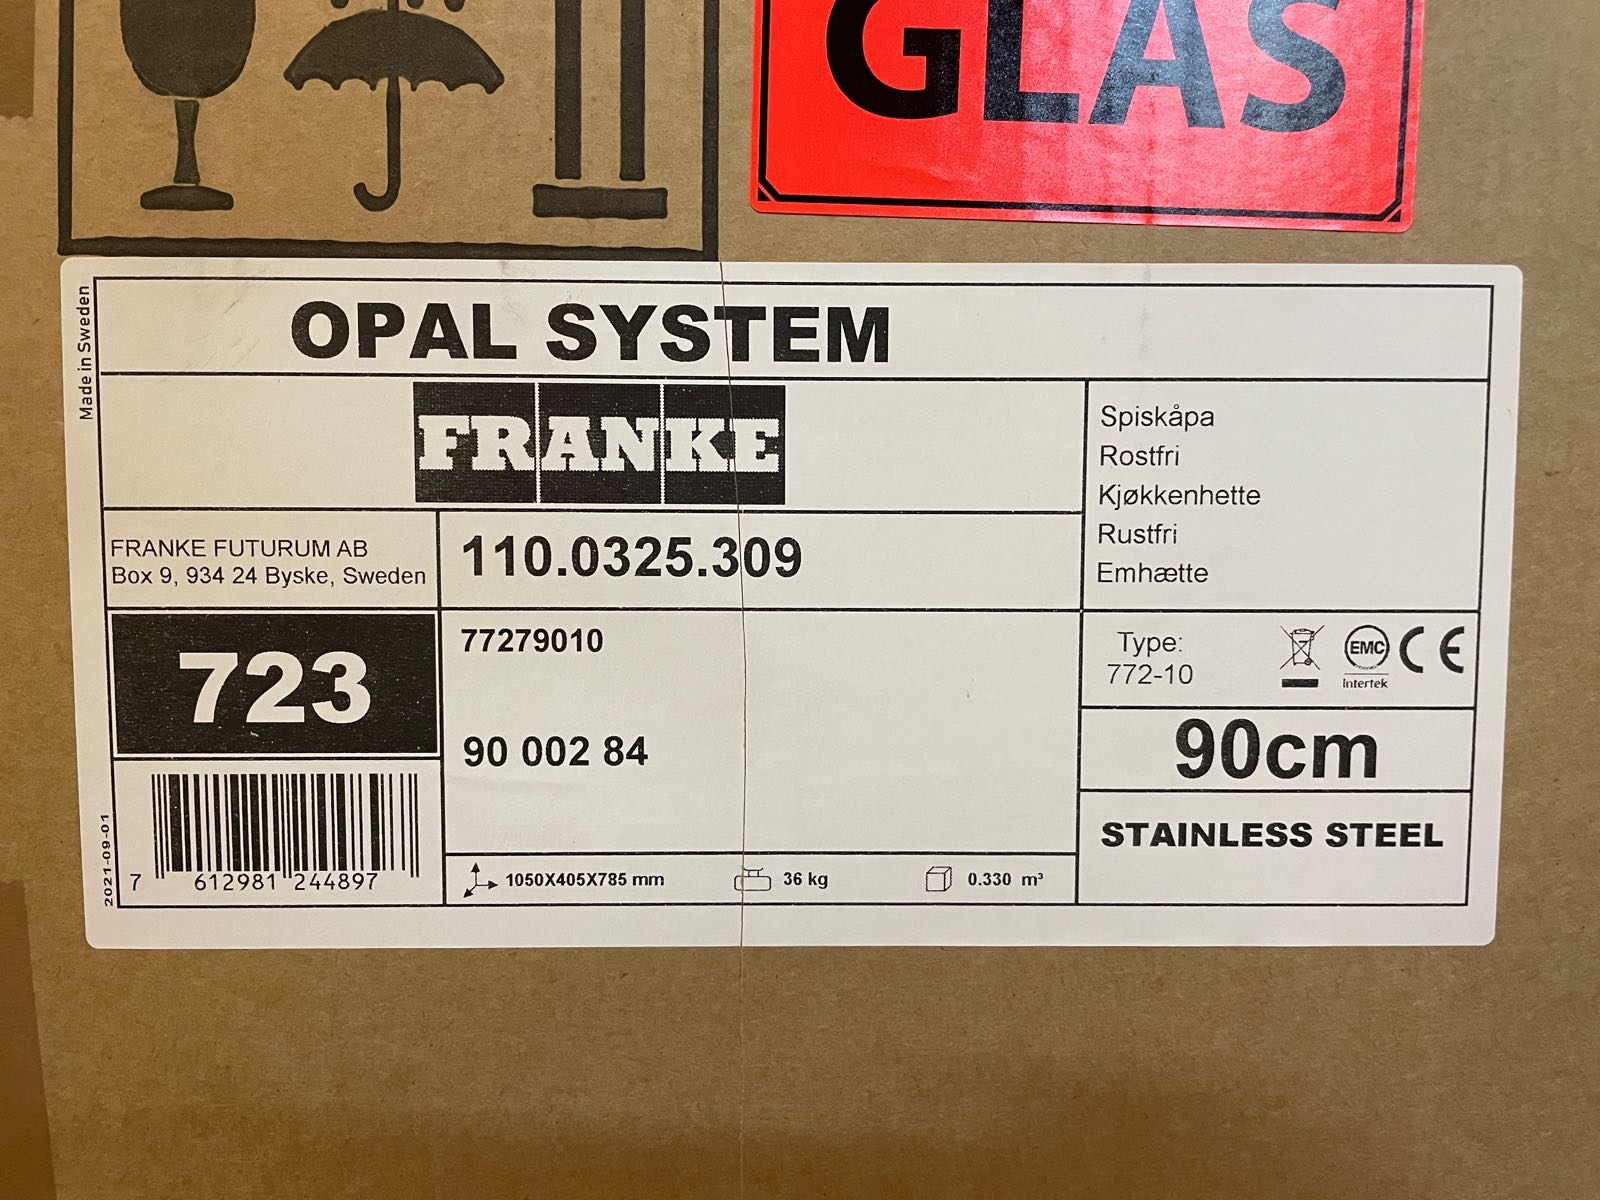 GLAS
Made in Sweden
OPAL SYSTEM
FRANKE
Spiskåpa
Rostfri
Kjøkkenhette
Rustfri
Emhætte
FRANKE FUTURUM AB
Box 9, 934 24 Byske, Sweden
110.0325.309
723
77279010
90 002 84
Type:
772-10
EMC
Intertek
CE
90cm
STAINLESS STEEL
2021-09-01
7 612981 244897
1050X405X785 mm
36 kg
0.330 m³